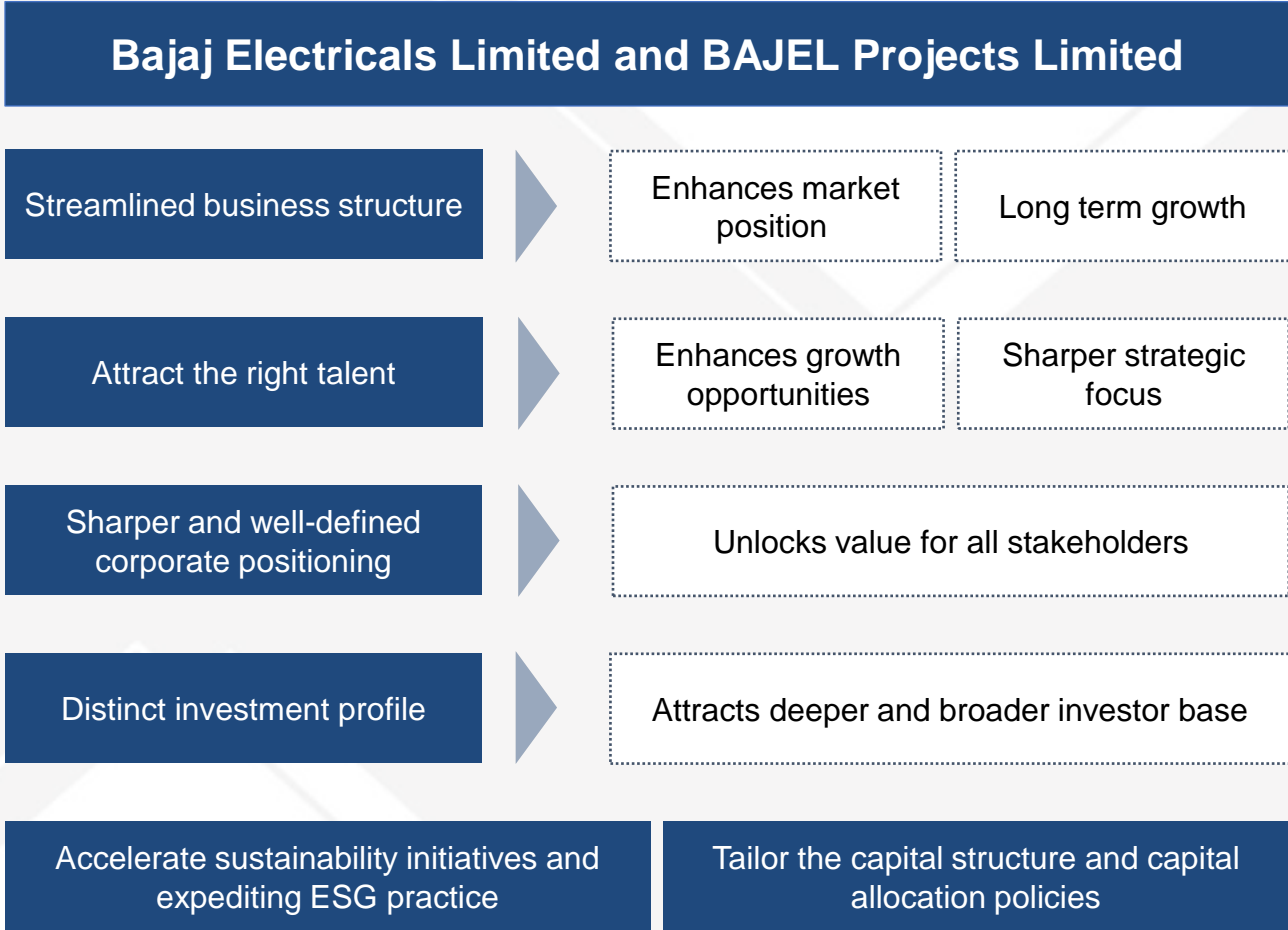 Bajaj Electricals Limited and BAJEL Projects Limited
Streamlined business structure
Enhances market
position
Long term growth
Attract the right talent
Enhances growth
opportunities
Sharper strategic
focus
Sharper and well-defined
corporate positioning
Unlocks value for all stakeholders
Distinct investment profile
Attracts deeper and broader investor base
Accelerate sustainability initiatives and
expediting ESG practice
Tailor the capital structure and capital
allocation policies